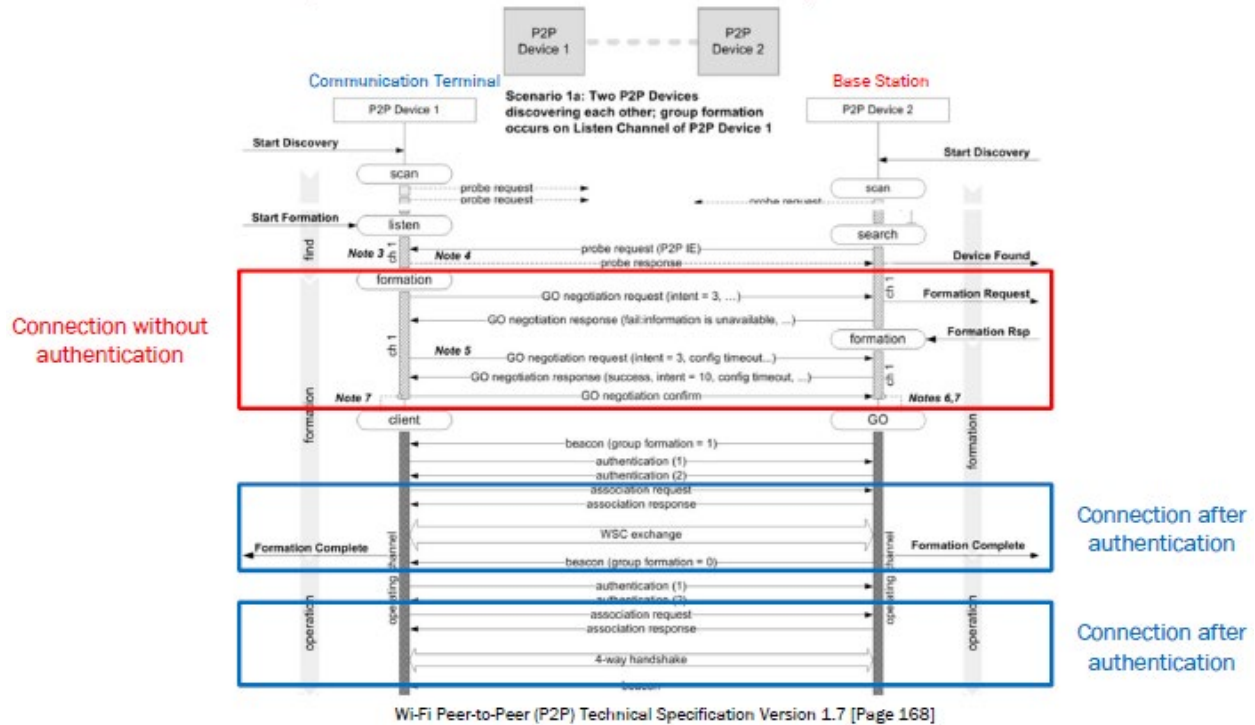 P2P
Device 1
P2P
Device 2
Communication Terminal
Base Station
Scenario 1a: Two P2P Devices
discovering each other; group formation
occurs on Listen Channel of P2P Device 1
P2P Device 1
P2P Device 2
Start Discovery
Start Discovery
scan
scan
probe request
probe request
probe request
Start Formation
listen
search
find
Note 3
ch 1
Note 4
probe request (P2P IE)
probe response
Device Found
formation
ch 1
GO negotiation request (intent = 3, ...)
Formation Request
Connection without
authentication
GO negotiation response (fail:information is unavailable, ...)
formation
Formation Rsp
ch 1
Note 5
GO negotiation request (intent = 3, config timeout...)
GO negotiation response (success, intent = 10, config timeout, ...)
ch 1
Note 7
GO negotiation confirm
Notes 6,7
formation
client
GO
formation
beacon (group formation = 1)
authentication (1)
authentication (2)
association request
association response
Connection after
authentication
WSC exchange
Formation Complete
Formation Complete
beacon (group formation = 0)
operating channel
operating channel
authentication (1)
authentication (2)
association request
association response
operation
operation
Connection after
authentication
4-way handshake
beacon
Wi-Fi Peer-to-Peer (P2P) Technical Specification Version 1.7 [Page 168]